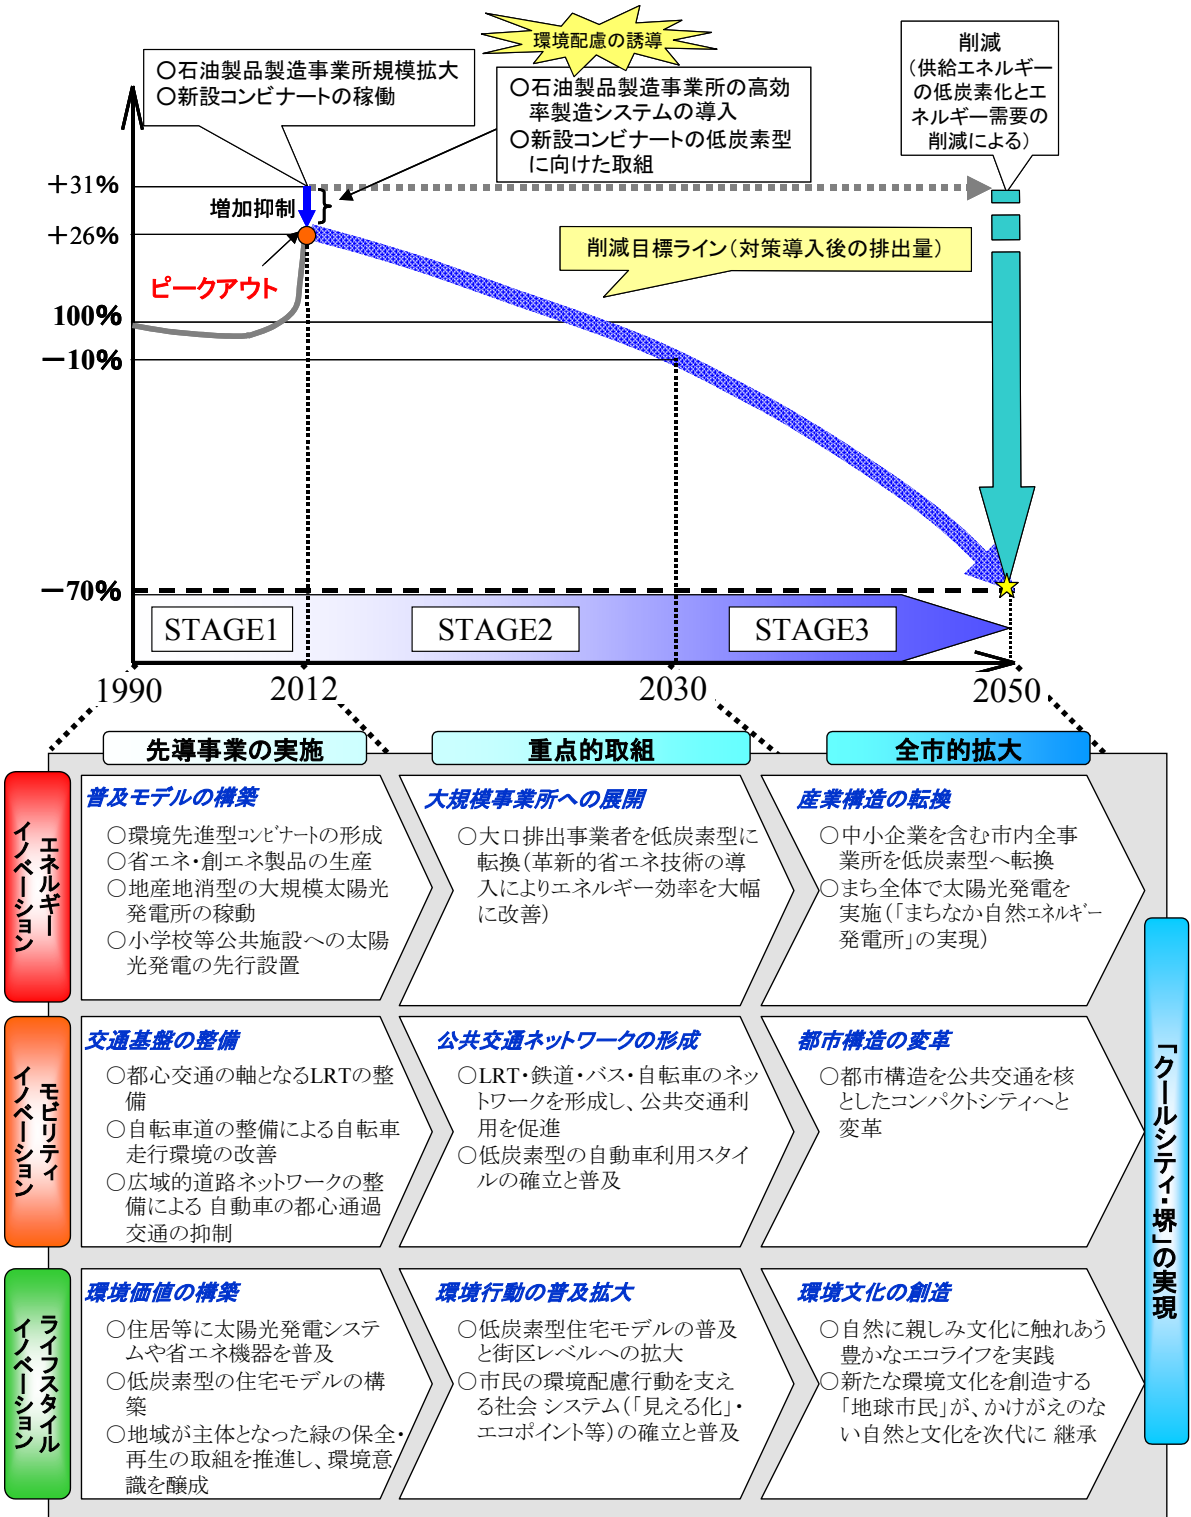 環境配慮の誘導
○石油製品製造事業所規模拡大
○新設コンビナートの稼働
○石油製品製造事業所の高効
率製造システムの導入
○新設コンビナートの低炭素型
に向けた取組
削減
(供給エネルギー
の低炭素化とエ
ネルギー需要の
削減による)
+31%
増加抑制
+26%
削減目標ライン(対策導入後の排出量)
ピークアウト
100%
-10%
-70%
STAGE1
STAGE2
STAGE3
1990
2012
2030
2050
先導事業の実施
重点的取組
全市的拡大
エネルギー
イノベーション
普及モデルの構築
○環境先進型コンビナートの形成
○省エネ・創エネ製品の生産
○地産地消型の大規模太陽光
発電所の稼動
○小学校等公共施設への太陽
光発電の先行設置
大規模事業所への展開
○大口排出事業者を低炭素型に
転換(革新的省エネ技術の導
入によりエネルギー効率を大幅
に改善)
産業構造の転換
○中小企業を含む市内全事
業所を低炭素型へ転換
○まち全体で太陽光発電を
実施(「まちなか自然エネルギー
発電所」の実現)
モビリティ
イノベーション
交通基盤の整備
○都心交通の軸となるLRTの整
備
○自転車道の整備による自転車
走行環境の改善
○広域的道路ネットワークの整
備による 自動車の都心通過
交通の抑制
公共交通ネットワークの形成
○LRT・鉄道・バス・自転車のネッ
トワークを形成し、公共交通利
用を促進
○低炭素型の自動車利用スタイ
ルの確立と普及
都市構造の変革
○都市構造を公共交通を核
としたコンパクトシティへと
変革
ライフスタイル
イノベーション
環境価値の構築
○住居等に太陽光発電システ
ムや省エネ機器を普及
○低炭素型の住宅モデルの構
築
○地域が主体となった緑の保全・
再生の取組を推進し、環境意
識を醸成
環境行動の普及拡大
○低炭素型住宅モデルの普及
と街区レベルへの拡大
○市民の環境配慮行動を支え
る社会 システム(「見える化」・
エコポイント等)の確立と普及
環境文化の創造
○自然に親しみ文化に触れあう
豊かなエコライフを実践
○新たな環境文化を創造する
「地球市民」が、かけがえのな
い自然と文化を次代に 継承
「クールシティ・堺」の実現